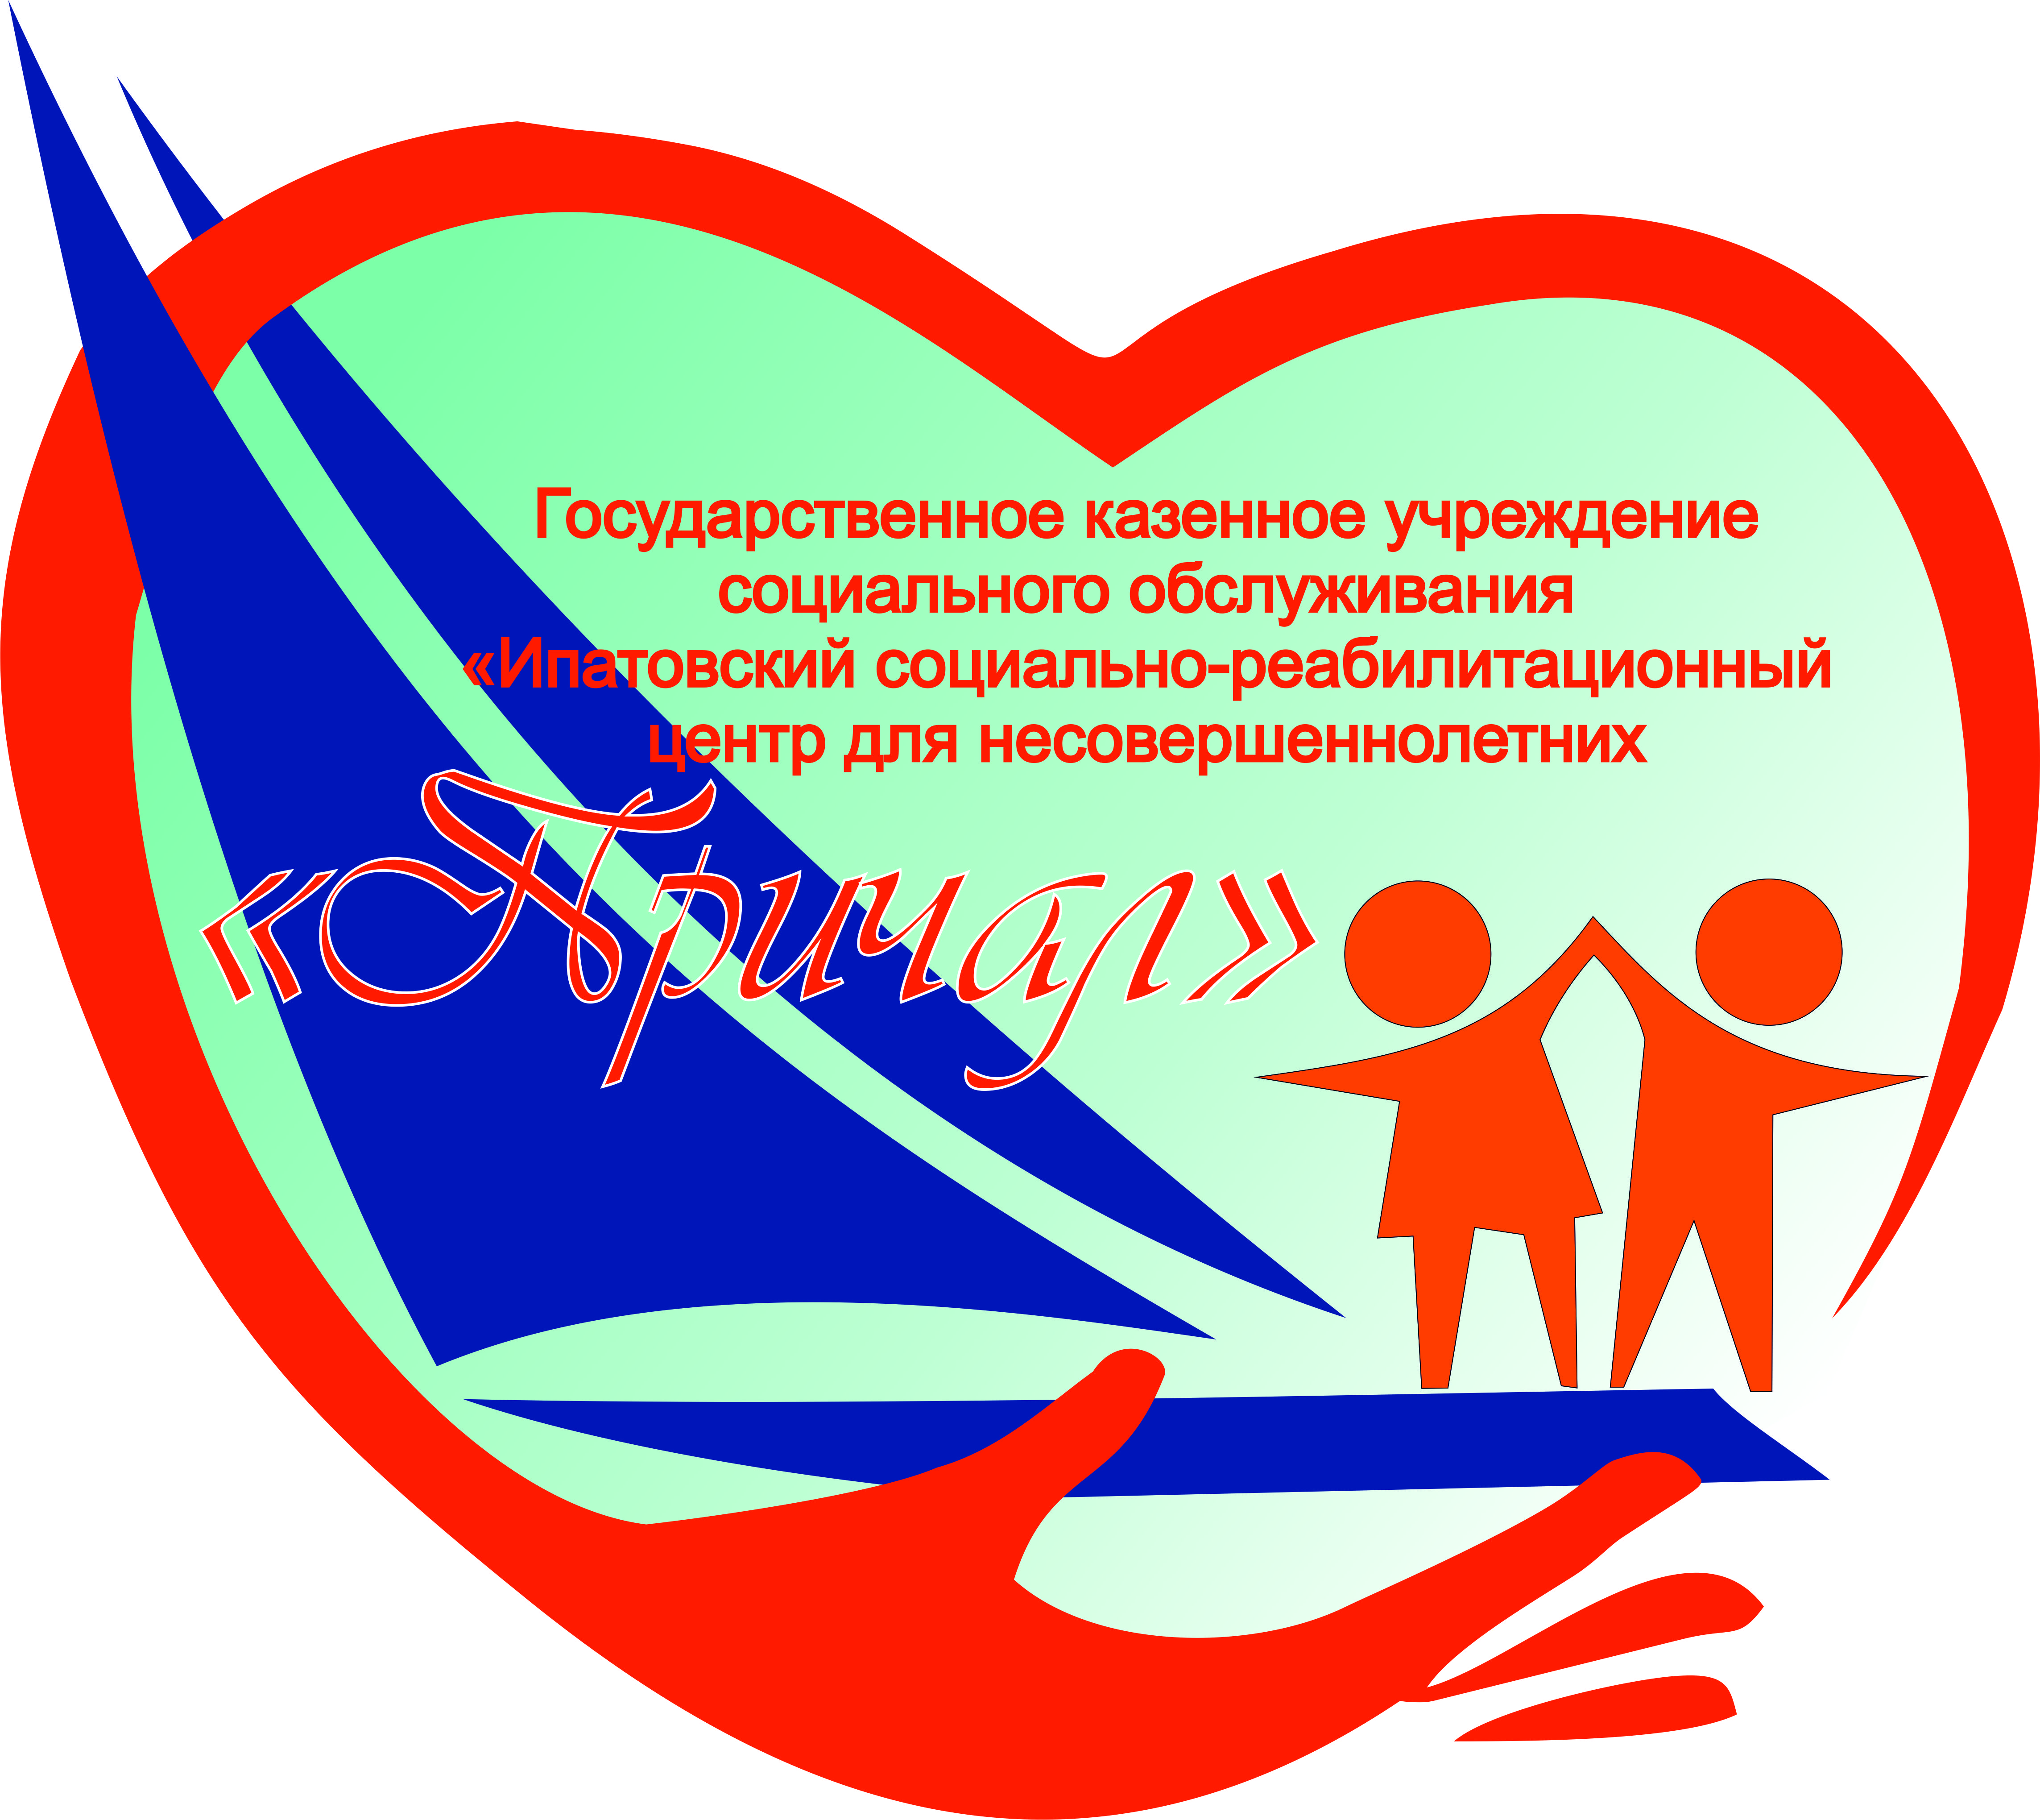 Государственное казенное учреждение
социального обслуживания
«Ипатовский социально-реабилитационный
центр для несовершеннолетних
«Причал»